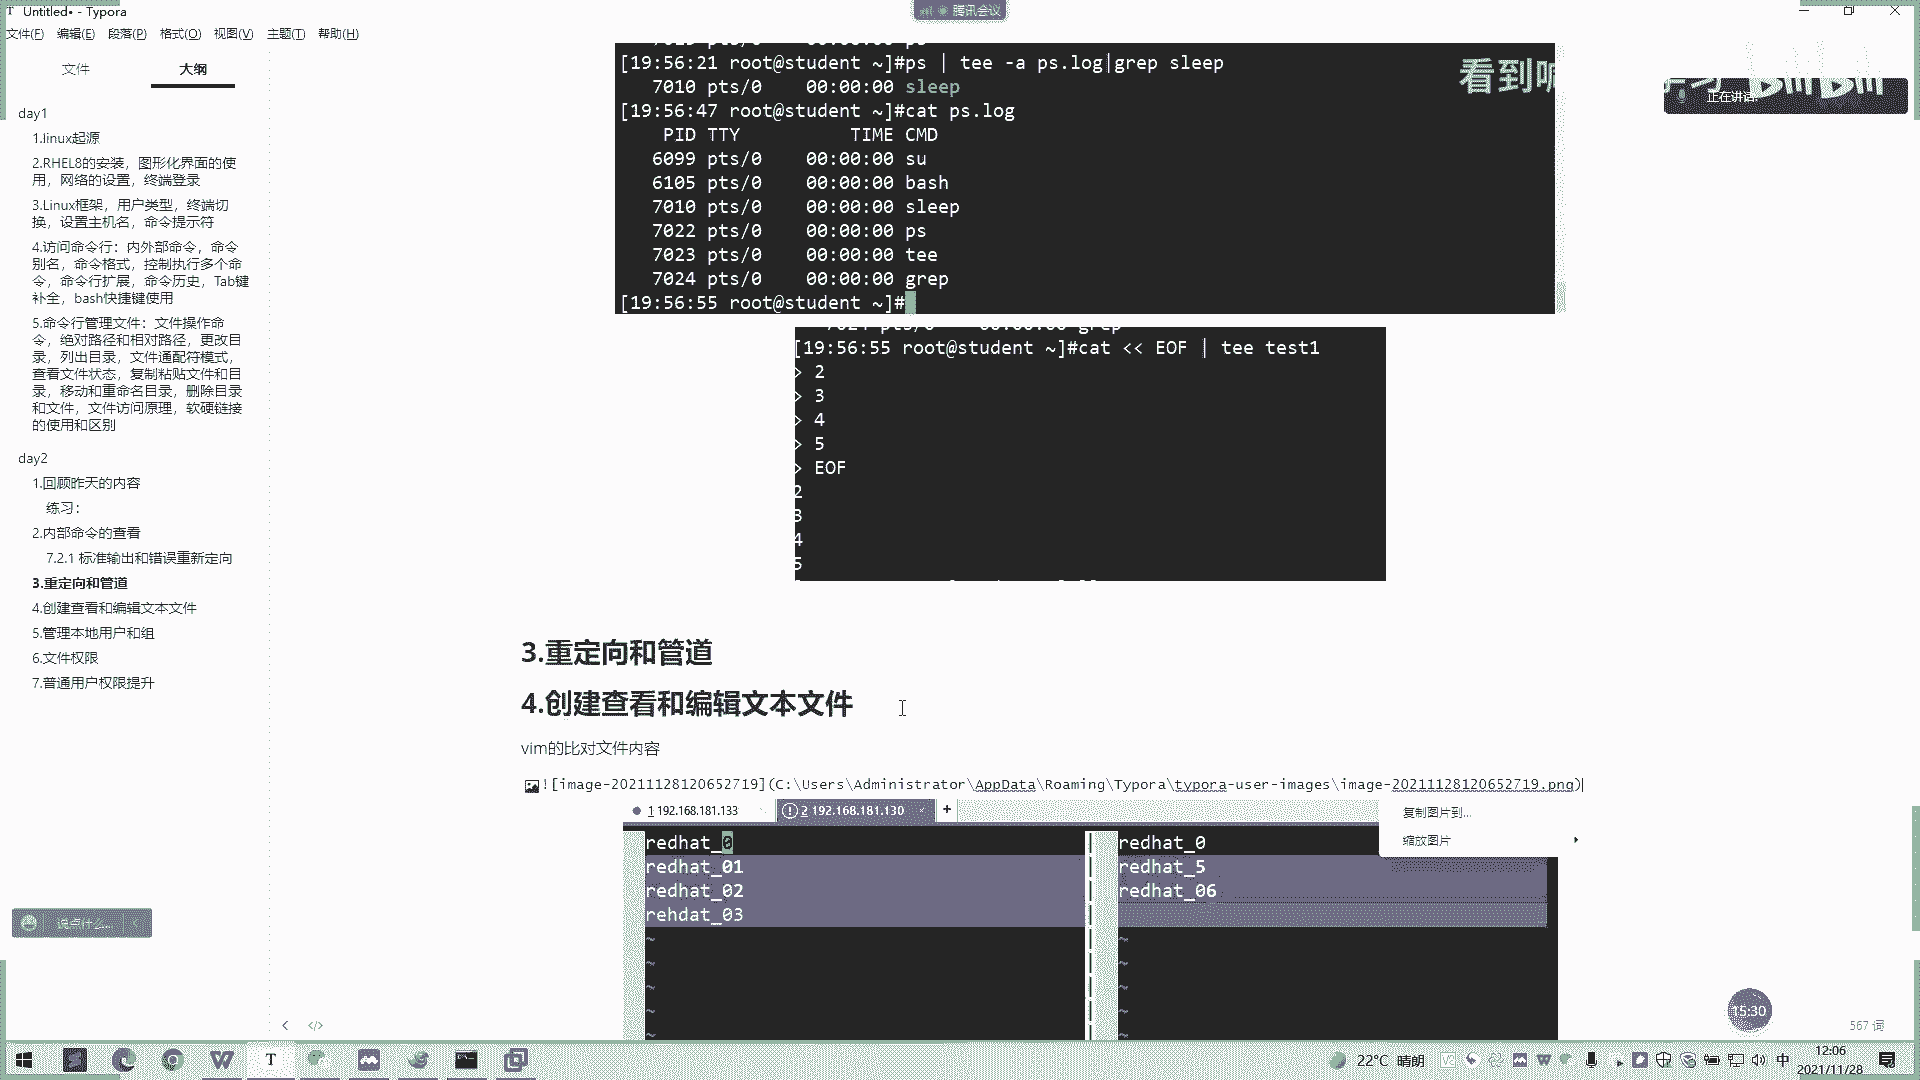 Untitled• - Typora
腾讯会议
文件(F) 编辑(E) 段落(P) 格式(O) 视图(V) 主题(T) 帮助(H)
文件 大纲
day1
1.linux起源
2.RHEL8的安装，图形化界面的使
用，网络的设置，终端登录
3.Linux框架，用户类型，终端切
换，设置主机名，命令提示符
4.访问命令行：内外部命令，命令
别名，命令格式，控制执行多个命
令，命令行扩展，命令历史，Tab键
补全，bash快捷键使用
5.命令行管理文件：文件操作命
令，绝对路径和相对路径，更改目
录，列出目录，文件通配符模式，
查看文件状态，复制粘贴文件和目
录，移动和重命名目录，删除目录
和文件，文件访问原理，软硬链接
的使用和区别
day2
1.回顾昨天的内容
练习：
2.内部命令的查看
7.2.1 标准输出和错误重新定向
3.重定向和管道
4.创建查看和编辑文本文件
5.管理本地用户和组
6.文件权限
7.普通用户权限提升
说点什么...
[19:56:21 root@student ~]#ps | tee -a ps.log|grep sleep
7010 pts/0 00:00:00 sleep
[19:56:47 root@student ~]#cat ps.log
PID TTY TIME CMD
6099 pts/0 00:00:00 su
6105 pts/0 00:00:00 bash
7010 pts/0 00:00:00 sleep
7022 pts/0 00:00:00 ps
7023 pts/0 00:00:00 tee
7024 pts/0 00:00:00 grep
[19:56:55 root@student ~]#
看到
正在讲话:
[19:56:55 root@student ~]#cat << EOF | tee test1
> 2
> 3
> 4
> 5
> EOF
2
3
4
5
3.重定向和管道
4.创建查看和编辑文本文件
vim的比对文件内容
![image-20211128120652719](C:\Users\Administrator\AppData\Roaming\Typora\typora-user-images\image-20211128120652719.png)
复制图片到...
缩放图片
1 192.168.181.133 2 192.168.181.130 +
redhat_0 redhat_0
redhat_01 redhat_5
redhat_02 redhat_06
rehdat_03
~ ~
~ ~
~ ~
~ ~
~ ~
15:30
567 词
22°C 晴朗
中
12:06
2021/11/28